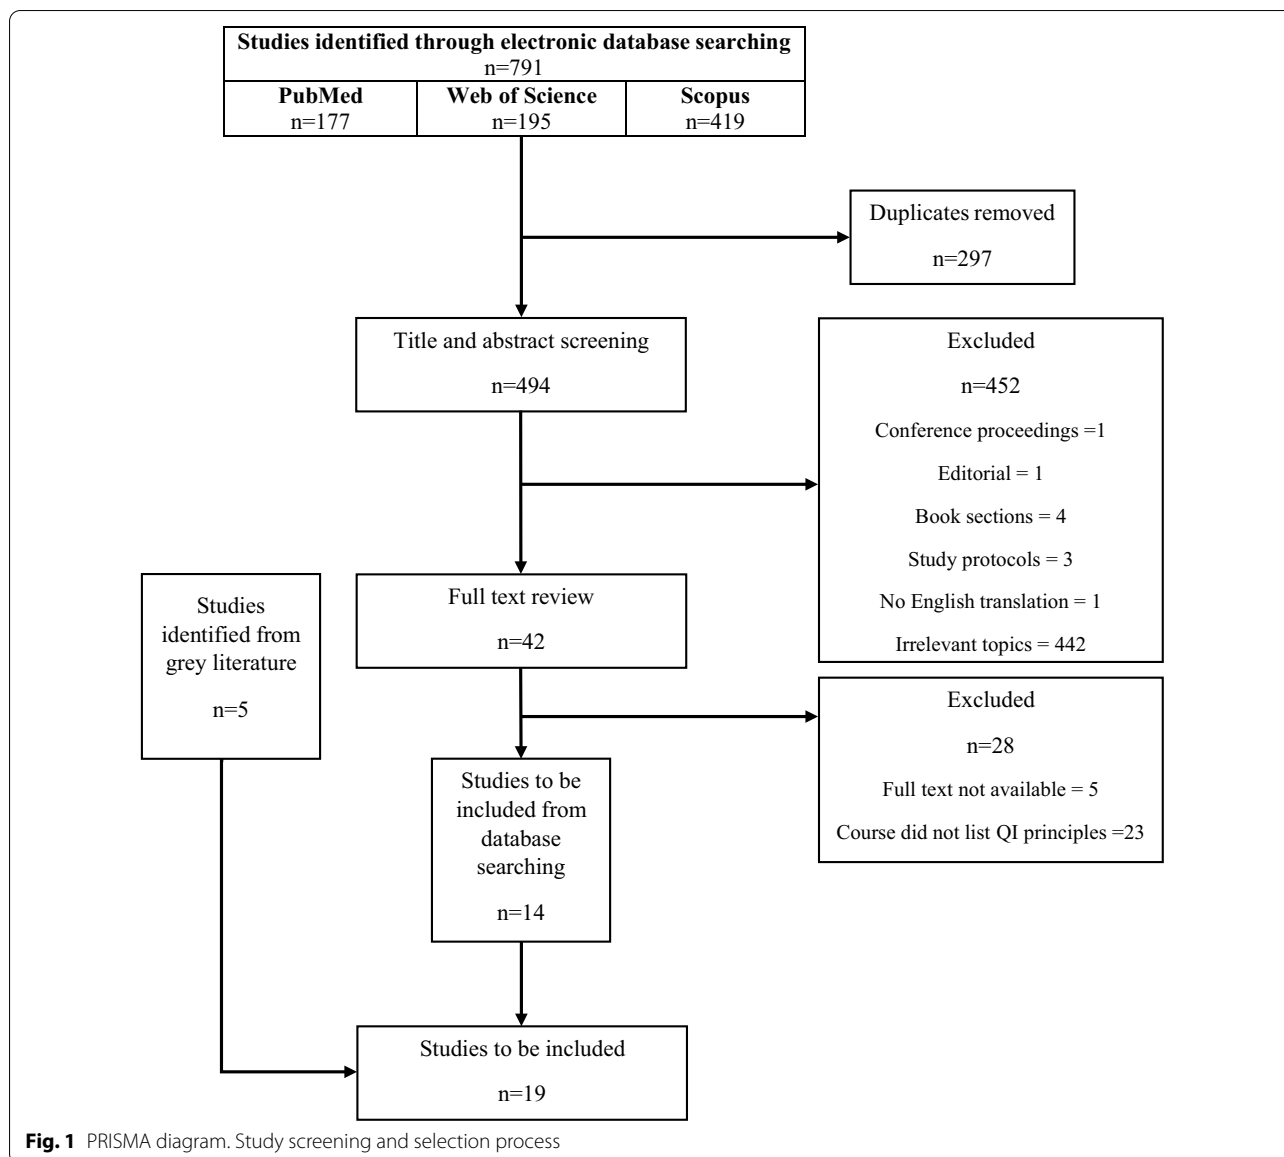 Studies identified through electronic database searching
n=791
PubMed
n=177
Web of Science
n=195
Scopus
n=419
Duplicates removed
n=297
Title and abstract screening
n=494
Excluded
n=452
Conference proceedings =1
Editorial = 1
Book sections = 4
Study protocols = 3
No English translation = 1
Irrelevant topics = 442
Full text review
n=42
Studies
identified from
grey literature
n=5
Excluded
n=28
Full text not available = 5
Course did not list QI principles =23
Studies to be
included from
database
searching
n=14
Studies to be included
n=19
Fig. 1 PRISMA diagram. Study screening and selection process